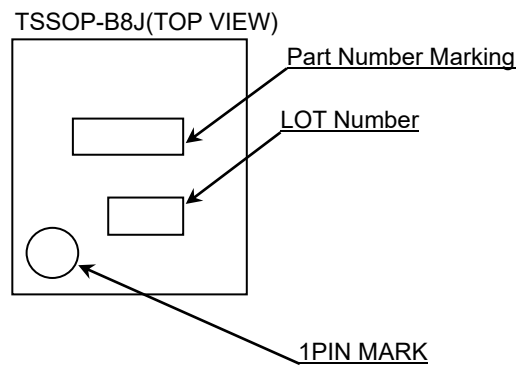 TSSOP-B8J(TOP VIEW)
Part Number Marking
LOT Number
1PIN MARK